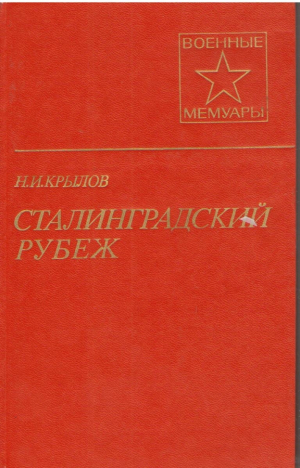 ВОЕННЫЕ
МЕМУАРЫ
Н.И.КРЫЛОВ
СТАЛИНГРАДСКИЙ
РУБЕЖ